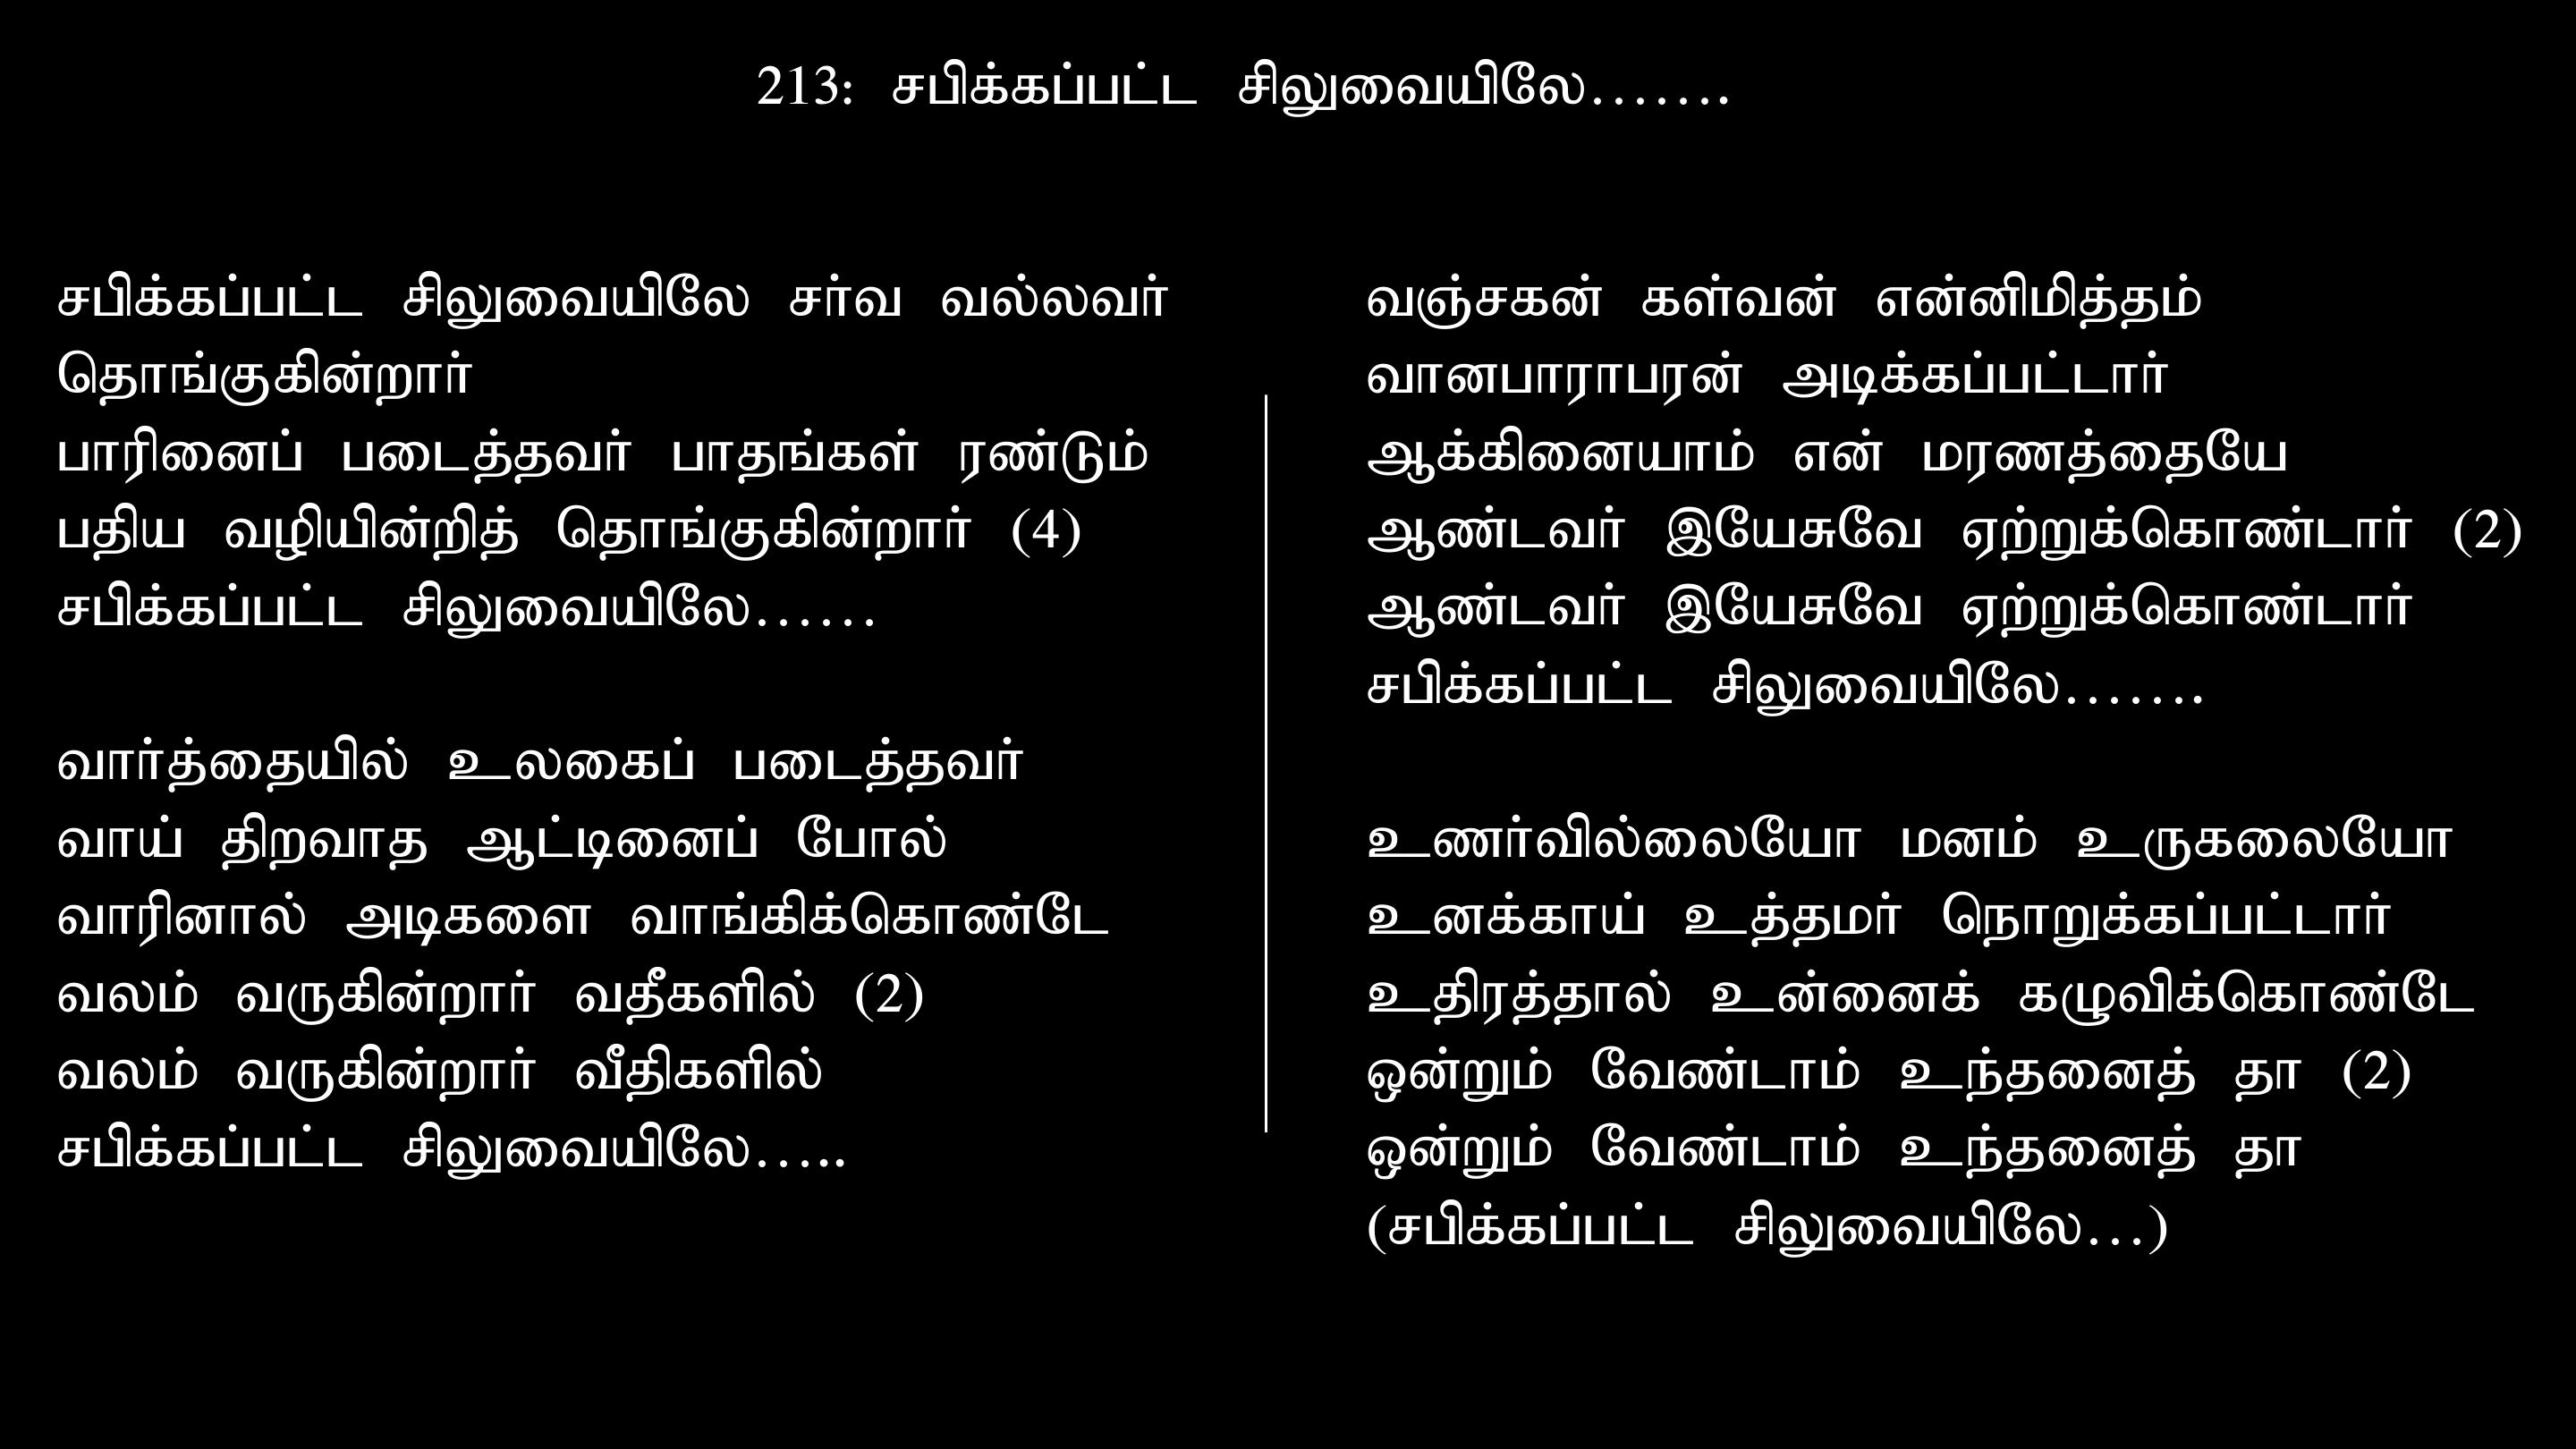 213: சபிக்கப்பட்ட சிலுவையிலே.......
சபிக்கப்பட்ட சிலுவையிலே சர்வ வல்லவர்
தொங்குகின்றார்
பாரினைப் படைத்தவர் பாதங்கள் ரண்டும்
பதிய வழியின்றித் தொங்குகின்றார் (4)
சபிக்கப்பட்ட சிலுவையிலே......
வார்த்தையில் உலகைப் படைத்தவர்
வாய் திறவாத ஆட்டினைப் போல்
வாரினால் அடிகளை வாங்கிக்கொண்டே
வலம் வருகின்றார் வதீகளில் (2)
வலம் வருகின்றார் வீதிகளில்
சபிக்கப்பட்ட சிலுவையிலே.....
வஞ்சகன் கள்வன் என்னிமித்தம்
வானபாராபரன் அடிக்கப்பட்டார்
ஆக்கினையாம் என் மரணத்தையே
ஆண்டவர் இயேசுவே ஏற்றுக்கொண்டார் (2)
ஆண்டவர் இயேசுவே ஏற்றுக்கொண்டார்
சபிக்கப்பட்ட சிலுவையிலே.......
உணர்வில்லையோ மனம் உருகலையோ
உனக்காய் உத்தமர் நொறுக்கப்பட்டார்
உதிரத்தால் உன்னைக் கழுவிக்கொண்டே
ஒன்றும் வேண்டாம் உந்தனைத் தா (2)
ஒன்றும் வேண்டாம் உந்தனைத் தா
(சபிக்கப்பட்ட சிலுவையிலே...)